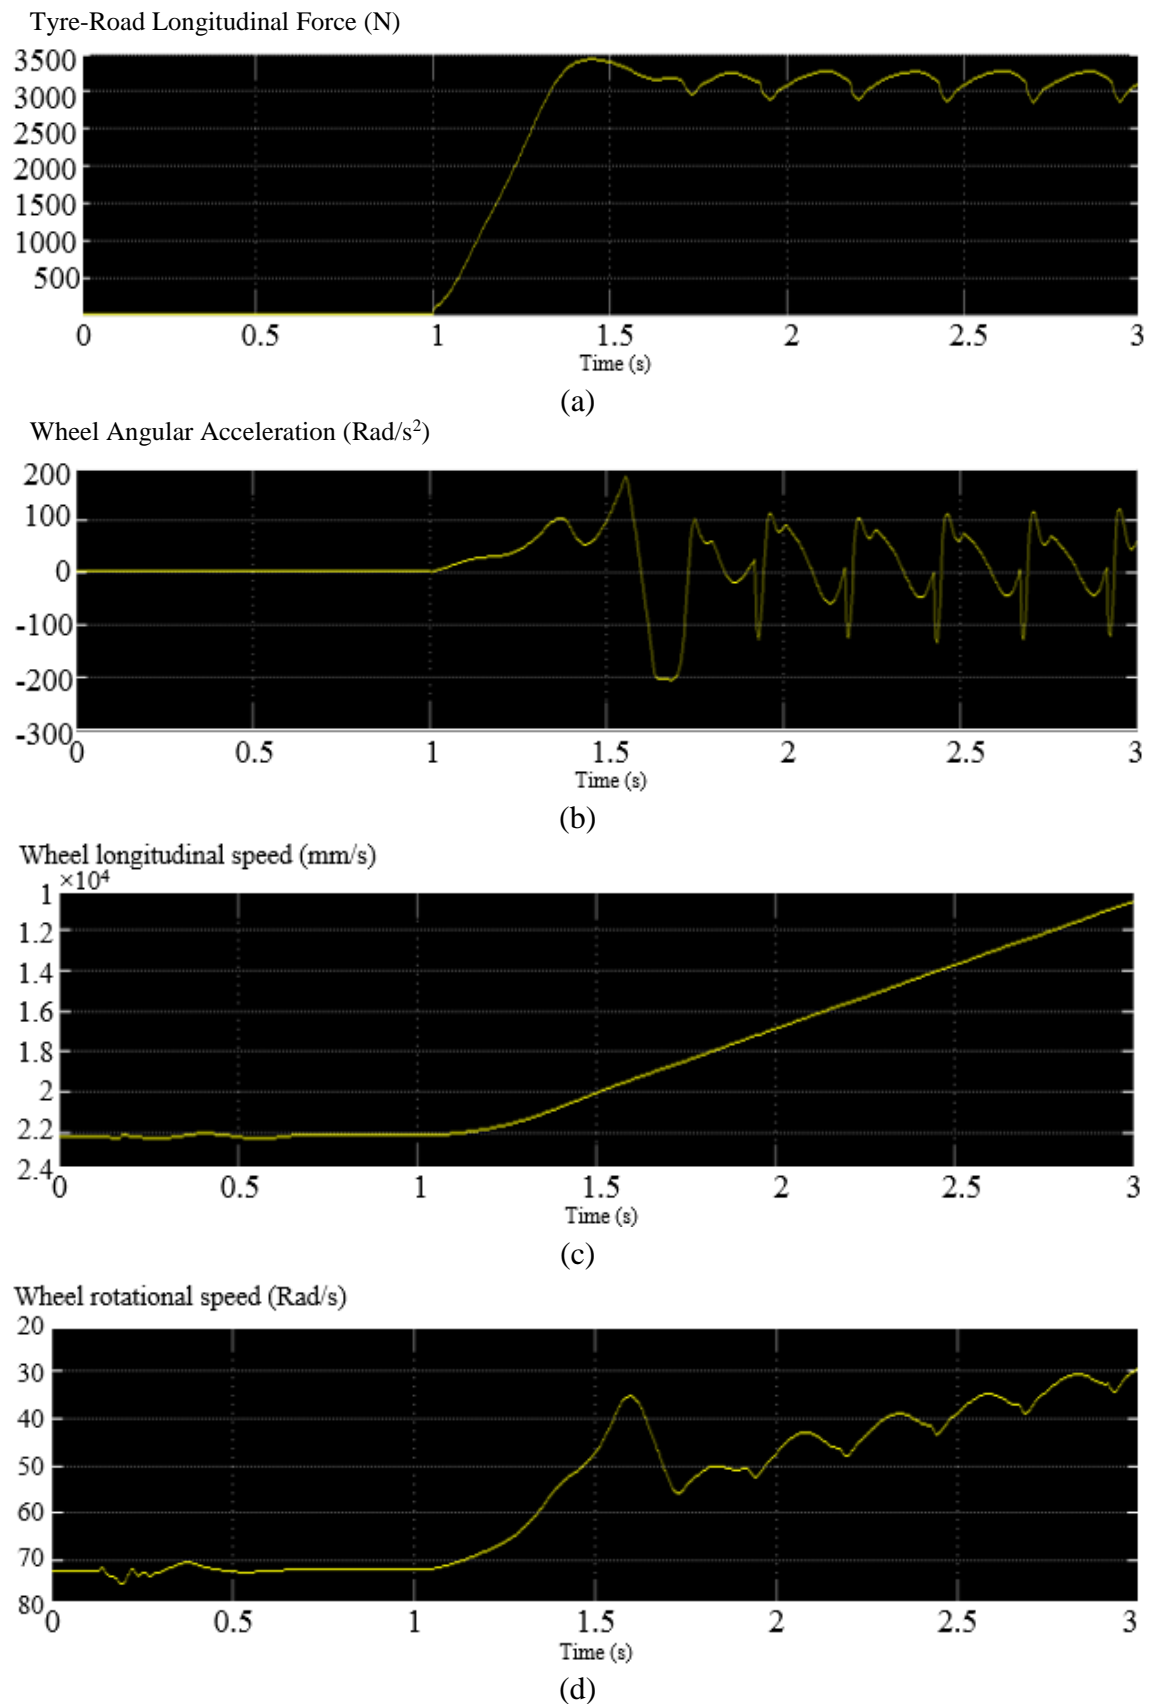 Tyre-Road Longitudinal Force (N)
3500
3000
2500
2000
1500
1000
500
0 0.5 1 1.5 2 2.5 3
Time (s)
(a)
Wheel Angular Acceleration (Rad/s²)
200
100
0
-100
-200
-300
0 0.5 1 1.5 2 2.5 3
Time (s)
(b)
Wheel longitudinal speed (mm/s)
×10⁴
1
1.2
1.4
1.6
1.8
2
2.2
2.4
0 0.5 1 1.5 2 2.5 3
Time (s)
(c)
Wheel rotational speed (Rad/s)
20
30
40
50
60
70
80
0 0.5 1 1.5 2 2.5 3
Time (s)
(d)